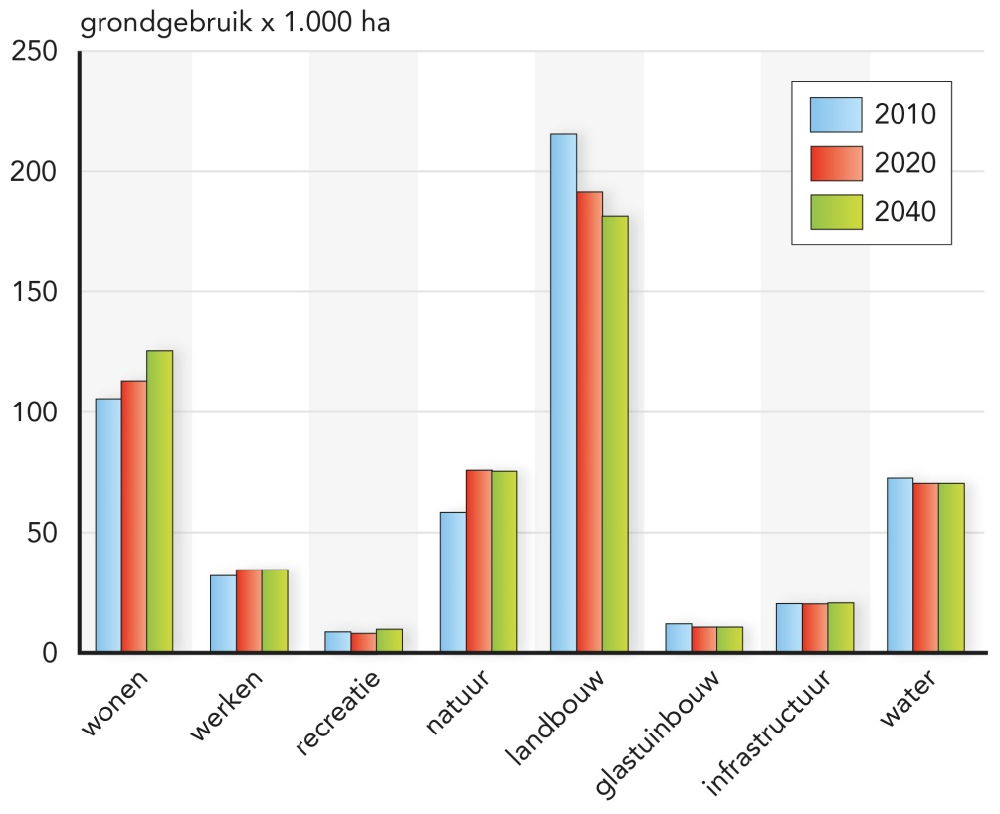 grondgebruik x 1.000 ha
250
200
150
100
50
0
2010
2020
2040
wonen
werken
recreatie
natuur
landbouw
glastuinbouw
infrastructuur
water